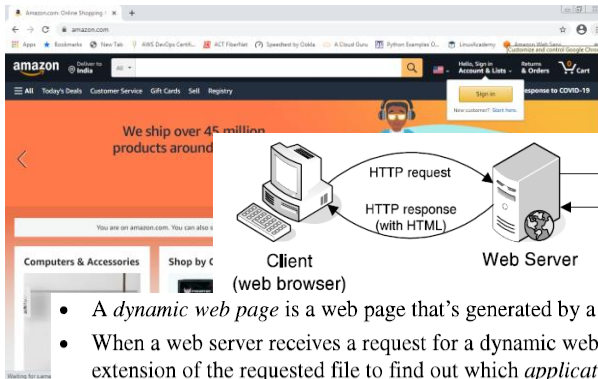 Amazon.com: Online Shopping
amazon.com
Apps Bookmarks New Tab AWS DevOps Certifi... ACT Fibernet Speedtest by Ookla A Cloud Guru Python Examples O... Linuxacademy Amazon Web Serv...
Customize and control Google Chro
amazon Deliver to India All Hello, Sign in Account & Lists Returns & Orders Cart
All Today's Deals Customer Service Gift Cards Sell Registry esponse to COVID-19
Sign in
New customer? Start here.
We ship over 45 million
products around
HTTP request
HTTP response
(with HTML)
You are on amazon.com. You can also s
Client
(web browser)
Web Server
Computers & Accessories Shop by C
• A dynamic web page is a web page that's generated by a
• When a web server receives a request for a dynamic web
extension of the requested file to find out which applicat